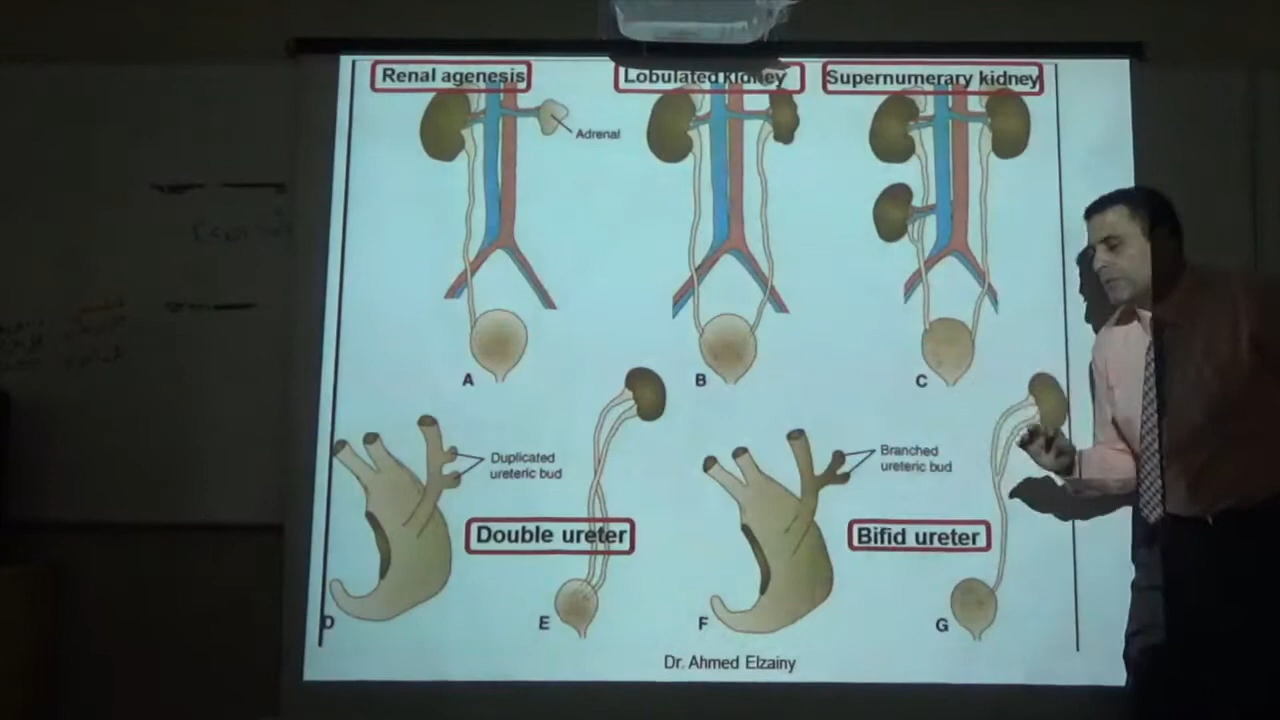 Renal agenesis
Lobulated kidney
Supernumerary kidney
Adrenal
A
B
C
Duplicated
ureteric bud
Branched
ureteric bud
Double ureter
Bifid ureter
D
E
F
G
Dr. Ahmed Elzainy